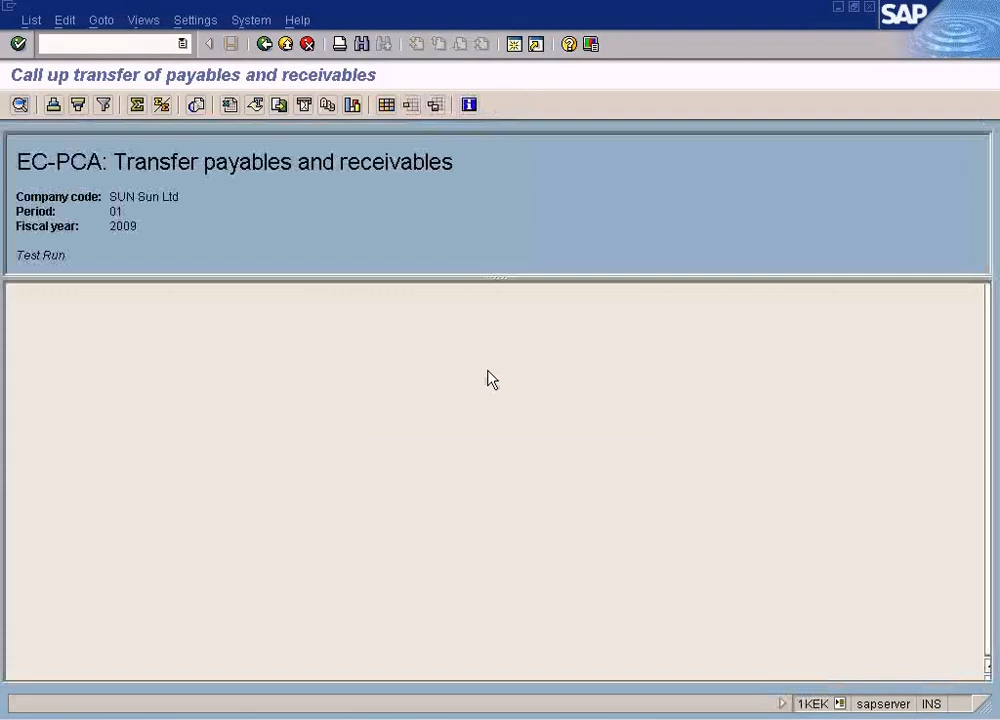 List Edit Goto Views Settings System Help
SAP
Call up transfer of payables and receivables
EC-PCA: Transfer payables and receivables
Company code: SUN Sun Ltd
Period: 01
Fiscal year: 2009
Test Run
1KEK sapserver INS